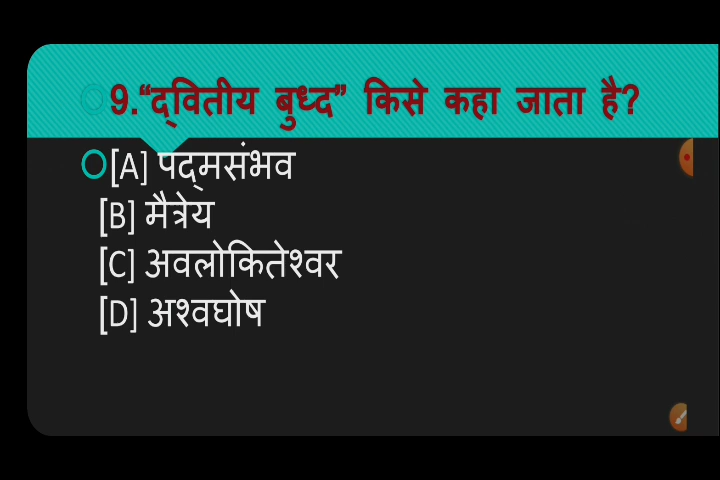 9.“द्वितीय बुध्द” किसे कहा जाता है?
[A] पद्मसंभव
[B] मैत्रेय
[C] अवलोकितेश्वर
[D] अश्वघोष